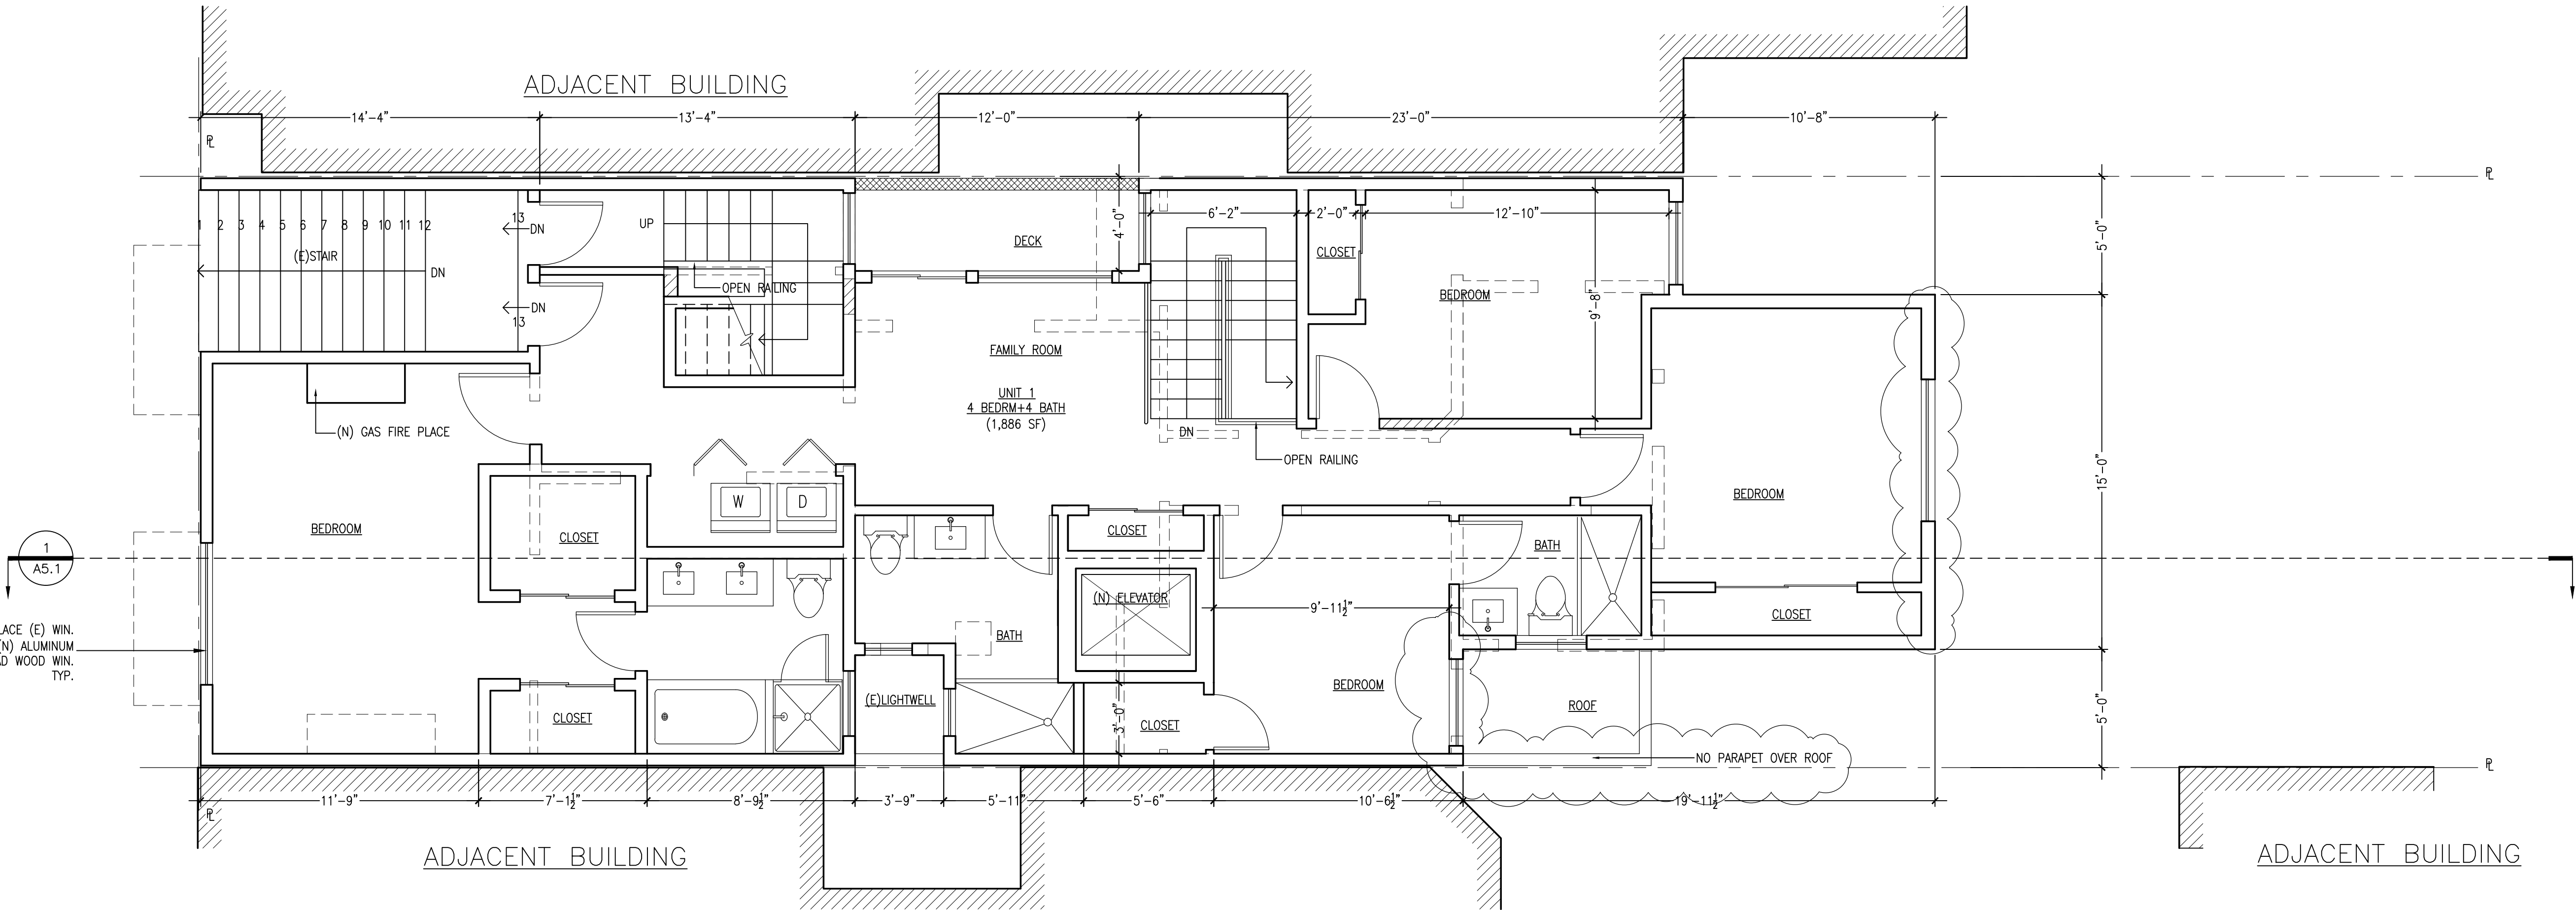 ADJACENT BUILDING
14'-4"
13'-4"
12'-0"
23'-0"
10'-8"
PL
PL
1 2 3 4 5 6 7 8 9 10 11 12
13
DN
UP
(E)STAIR
DN
DN
13
OPEN RAILING
DECK
4'-0"
6'-2"
2'-0"
12'-10"
CLOSET
BEDROOM
9'-8"
5'-0"
FAMILY ROOM
UNIT 1
4 BEDRM+4 BATH
(1,886 SF)
(N) GAS FIRE PLACE
DN
OPEN RAILING
15'-0"
W
D
BEDROOM
BEDROOM
CLOSET
CLOSET
BATH
1
A5.1
(N) ELEVATOR
9'-11½"
CLOSET
LACE (E) WIN.
(N) ALUMINUM
AD WOOD WIN.
TYP.
BATH
BEDROOM
(E)LIGHTWELL
ROOF
CLOSET
3'-0"
CLOSET
5'-0"
NO PARAPET OVER ROOF
PL
11'-9"
7'-1½"
8'-9½"
3'-9"
5'-11"
5'-6"
10'-6½"
19'-11½"
PL
ADJACENT BUILDING
ADJACENT BUILDING